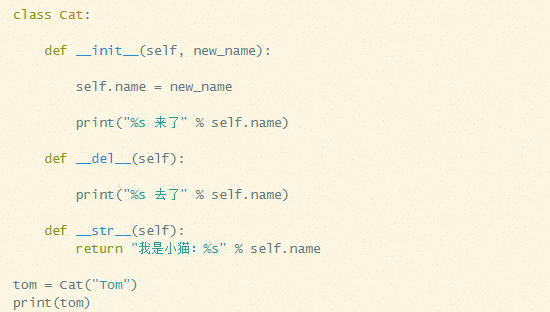 class Cat:
    def __init__(self, new_name):
        self.name = new_name
        print("%s 来了" % self.name)
    def __del__(self):
        print("%s 去了" % self.name)
    def __str__(self):
        return "我是小猫：%s" % self.name
tom = Cat("Tom")
print(tom)